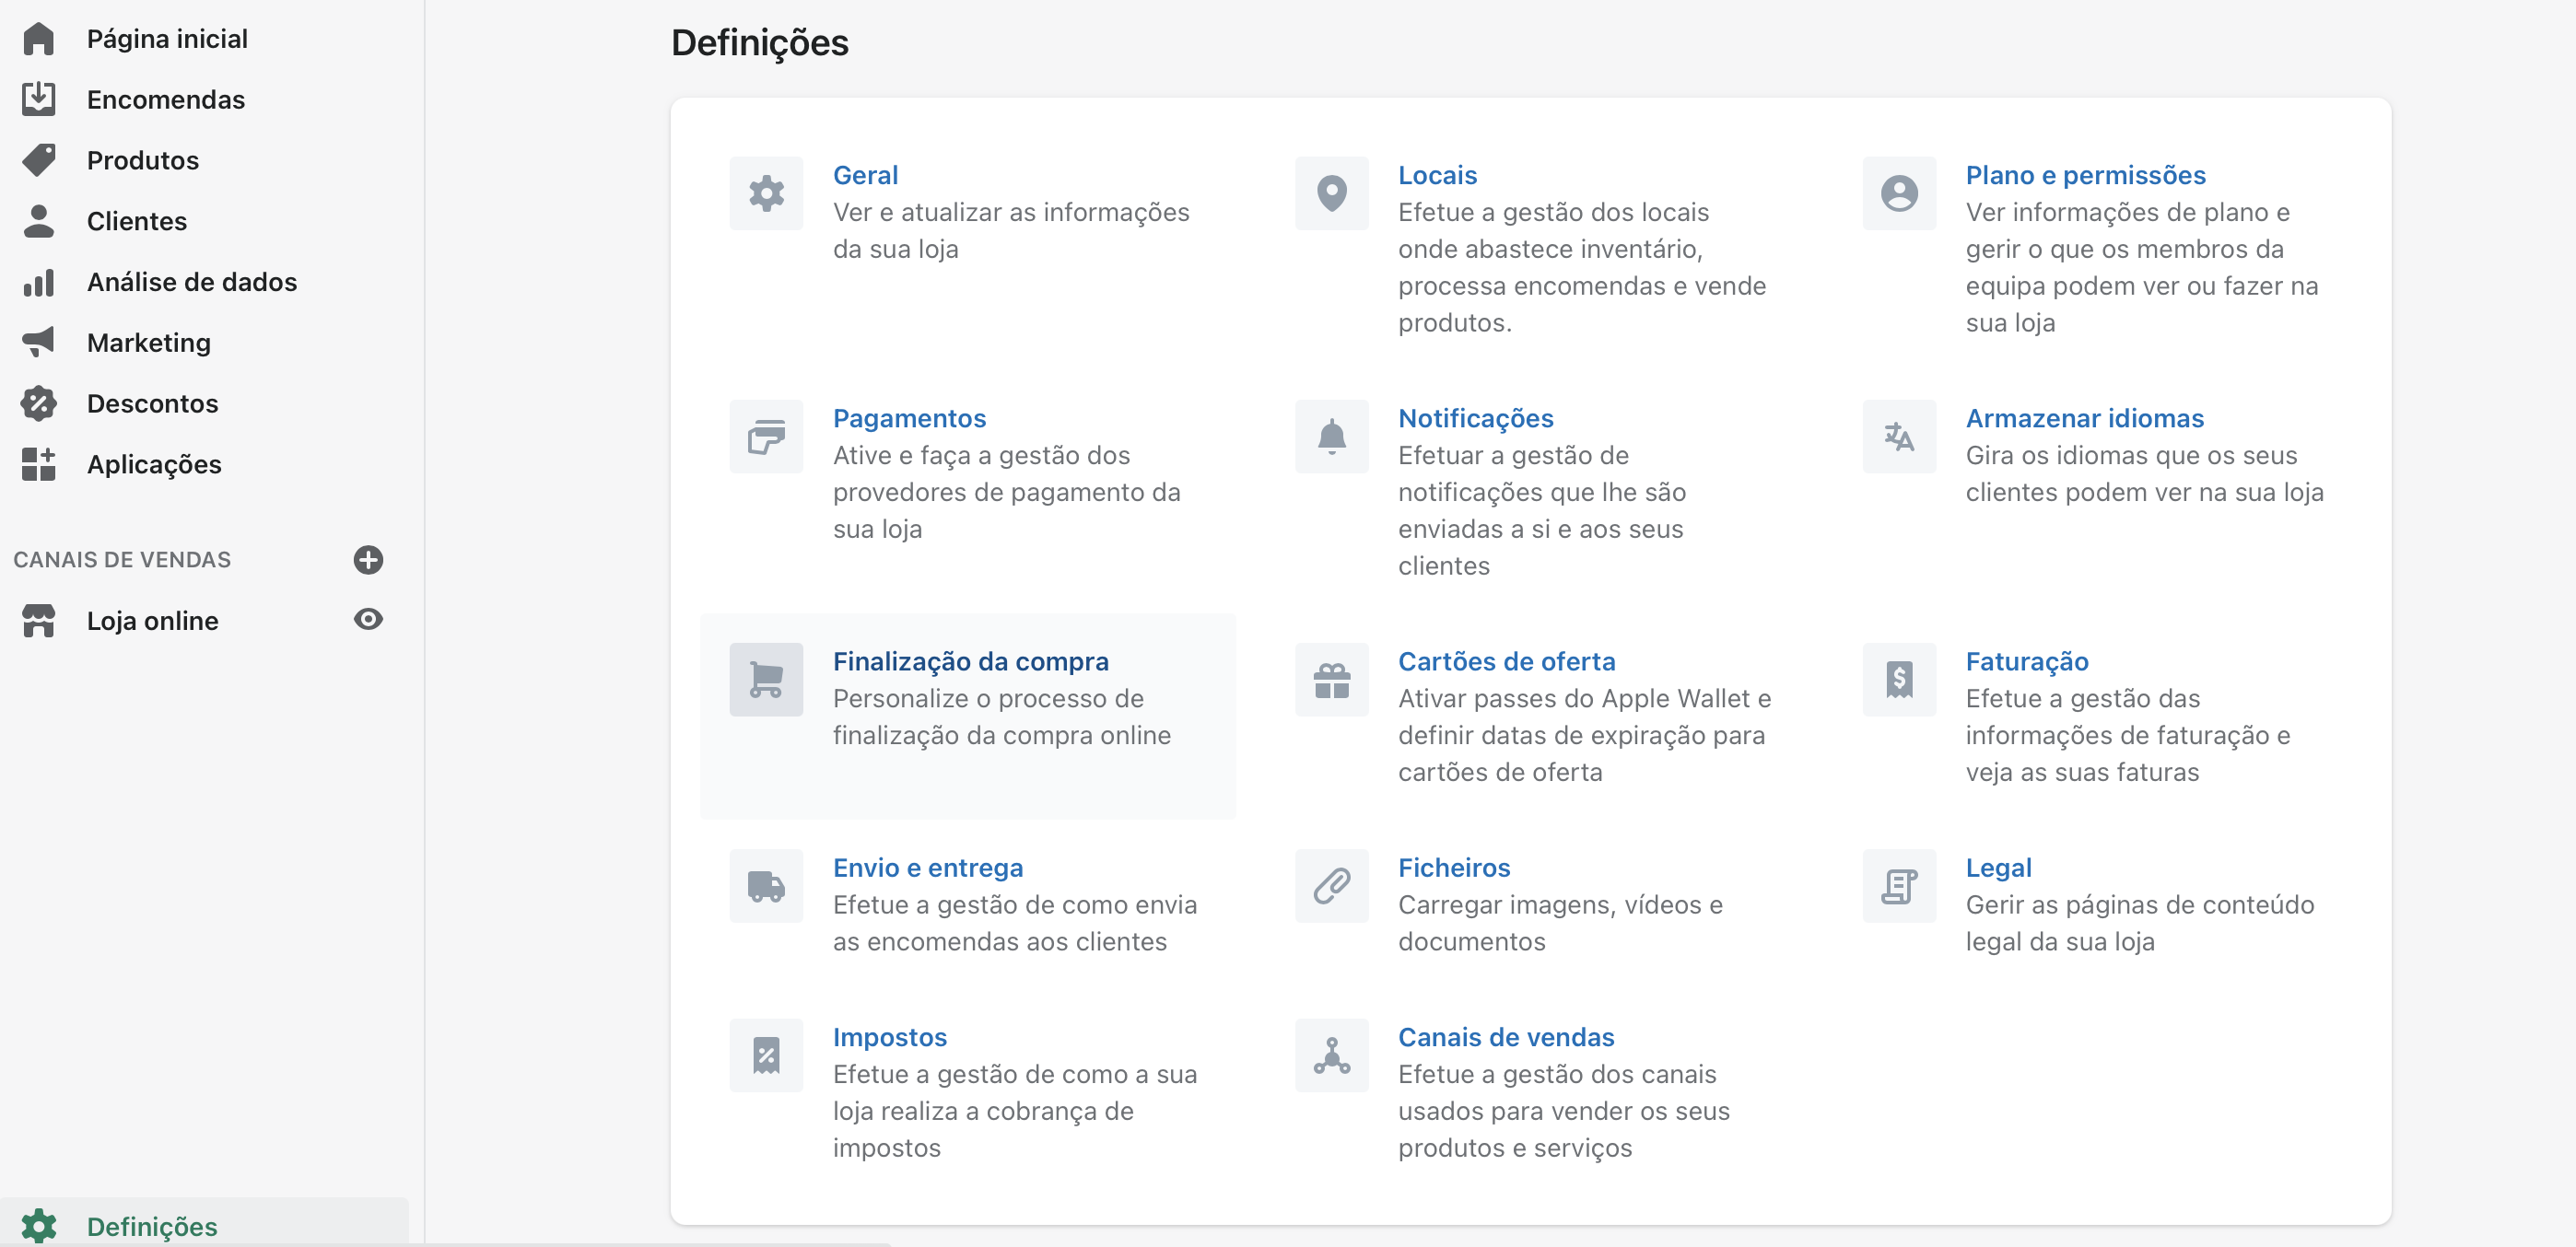 Página inicial
Encomendas
Produtos
Clientes
Análise de dados
Marketing
Descontos
Aplicações
CANAIS DE VENDAS
Loja online
Definições
Definições
Geral
Ver e atualizar as informações
da sua loja
Locais
Efetue a gestão dos locais
onde abastece inventário,
processa encomendas e vende
produtos.
Plano e permissões
Ver informações de plano e
gerir o que os membros da
equipa podem ver ou fazer na
sua loja
Pagamentos
Ative e faça a gestão dos
provedores de pagamento da
sua loja
Notificações
Efetuar a gestão de
notificações que lhe são
enviadas a si e aos seus
clientes
Armazenar idiomas
Gira os idiomas que os seus
clientes podem ver na sua loja
Finalização da compra
Personalize o processo de
finalização da compra online
Cartões de oferta
Ativar passes do Apple Wallet e
definir datas de expiração para
cartões de oferta
Faturação
Efetue a gestão das
informações de faturação e
veja as suas faturas
Envio e entrega
Efetue a gestão de como envia
as encomendas aos clientes
Ficheiros
Carregar imagens, vídeos e
documentos
Legal
Gerir as páginas de conteúdo
legal da sua loja
Impostos
Efetue a gestão de como a sua
loja realiza a cobrança de
impostos
Canais de vendas
Efetue a gestão dos canais
usados para vender os seus
produtos e serviços